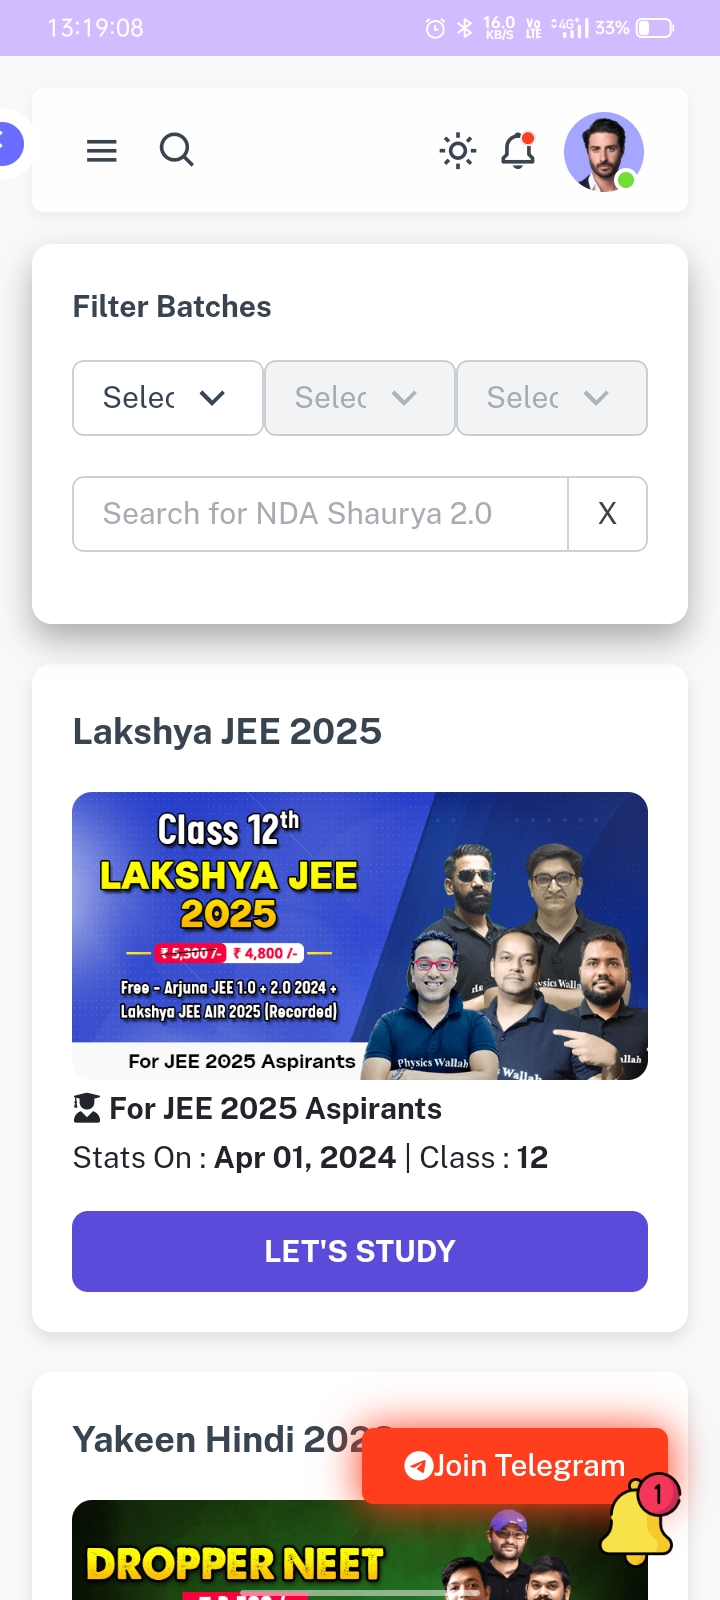 13:19:08
16.0 KB/S Vo LTE 4G+ 33%
Filter Batches
Selec Selec Selec
Search for NDA Shaurya 2.0 X
Lakshya JEE 2025
Class 12th
LAKSHYA JEE
2025
₹ 5,300 /- ₹ 4,800 /-
Free - Arjuna JEE 1.0 + 2.0 2024 +
Lakshya JEE AIR 2025 (Recorded)
For JEE 2025 Aspirants
Physics Wallah
Wallah
For JEE 2025 Aspirants
Stats On : Apr 01, 2024 | Class : 12
LET'S STUDY
Yakeen Hindi 202
Join Telegram
1
DROPPER NEET